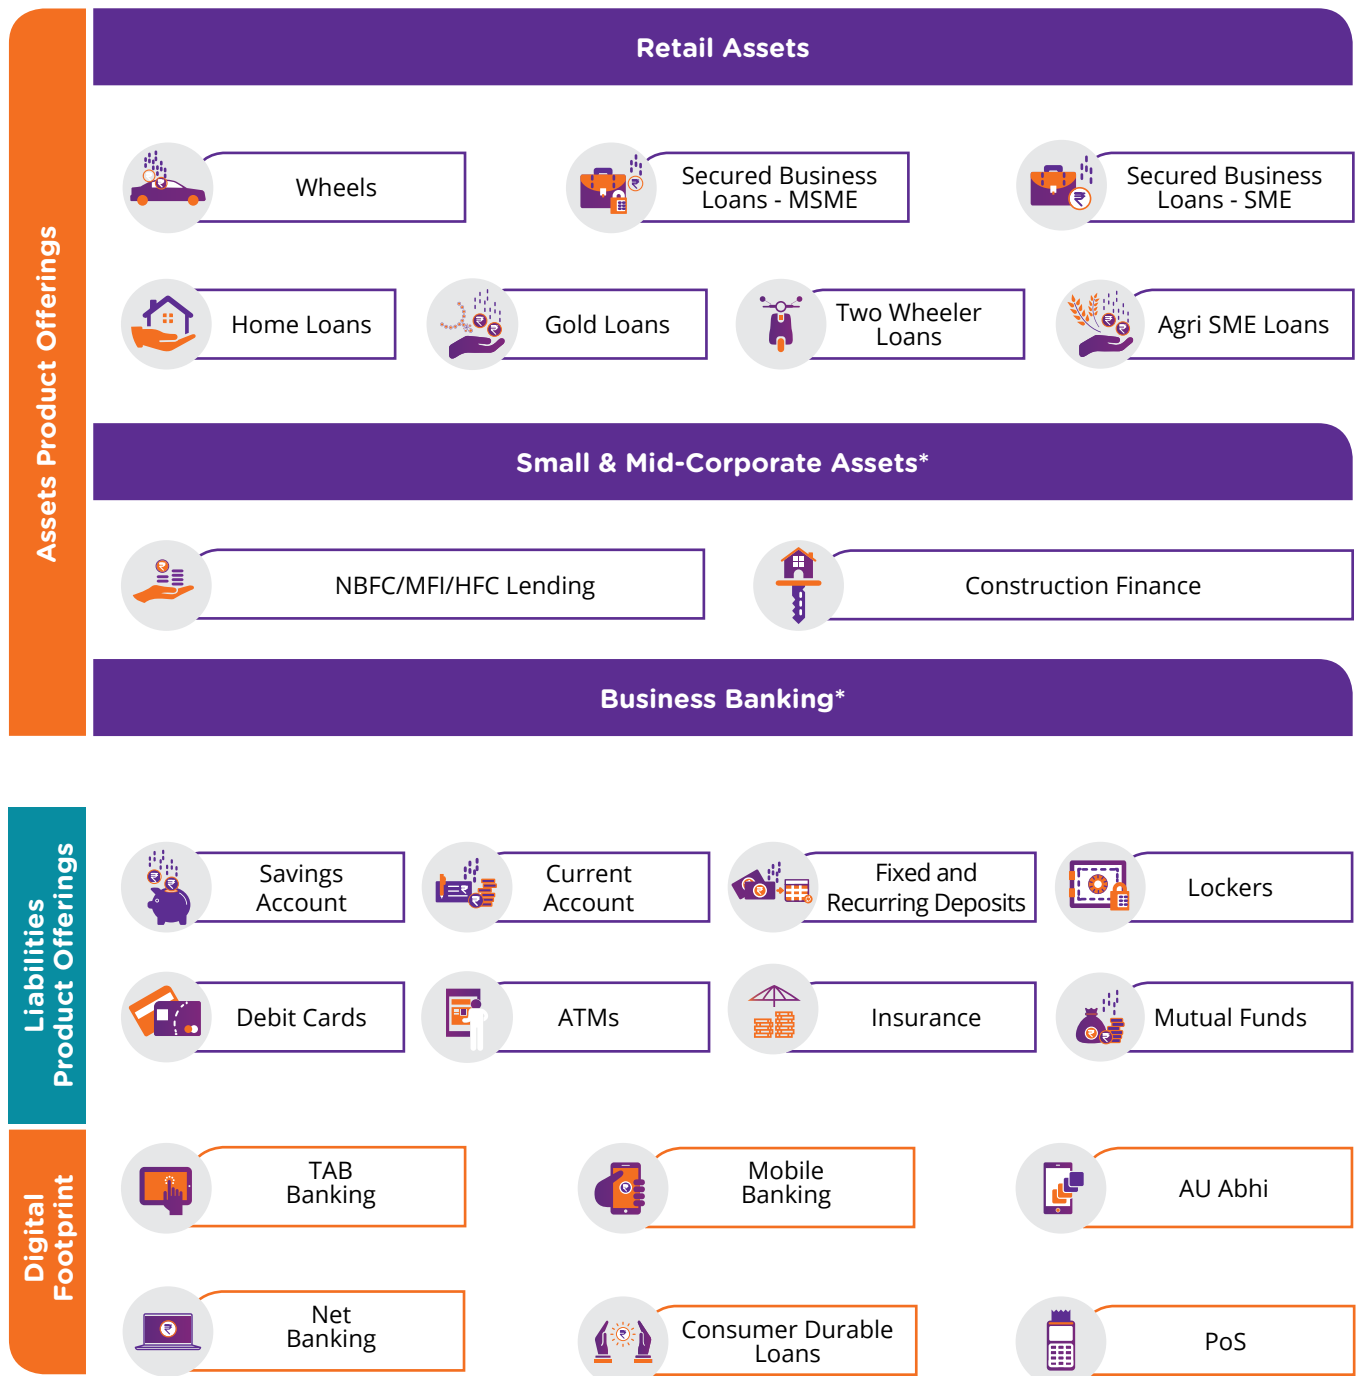 Assets Product Offerings
Retail Assets
Wheels
Secured Business
Loans - MSME
Secured Business
Loans - SME
Home Loans
Gold Loans
Two Wheeler
Loans
Agri SME Loans
Small & Mid-Corporate Assets*
NBFC/MFI/HFC Lending
Construction Finance
Business Banking*
Liabilities
Product Offerings
Savings
Account
Current
Account
Fixed and
Recurring Deposits
Lockers
Debit Cards
ATMs
Insurance
Mutual Funds
Digital
Footprint
TAB
Banking
Mobile
Banking
AU Abhi
Net
Banking
Consumer Durable
Loans
PoS